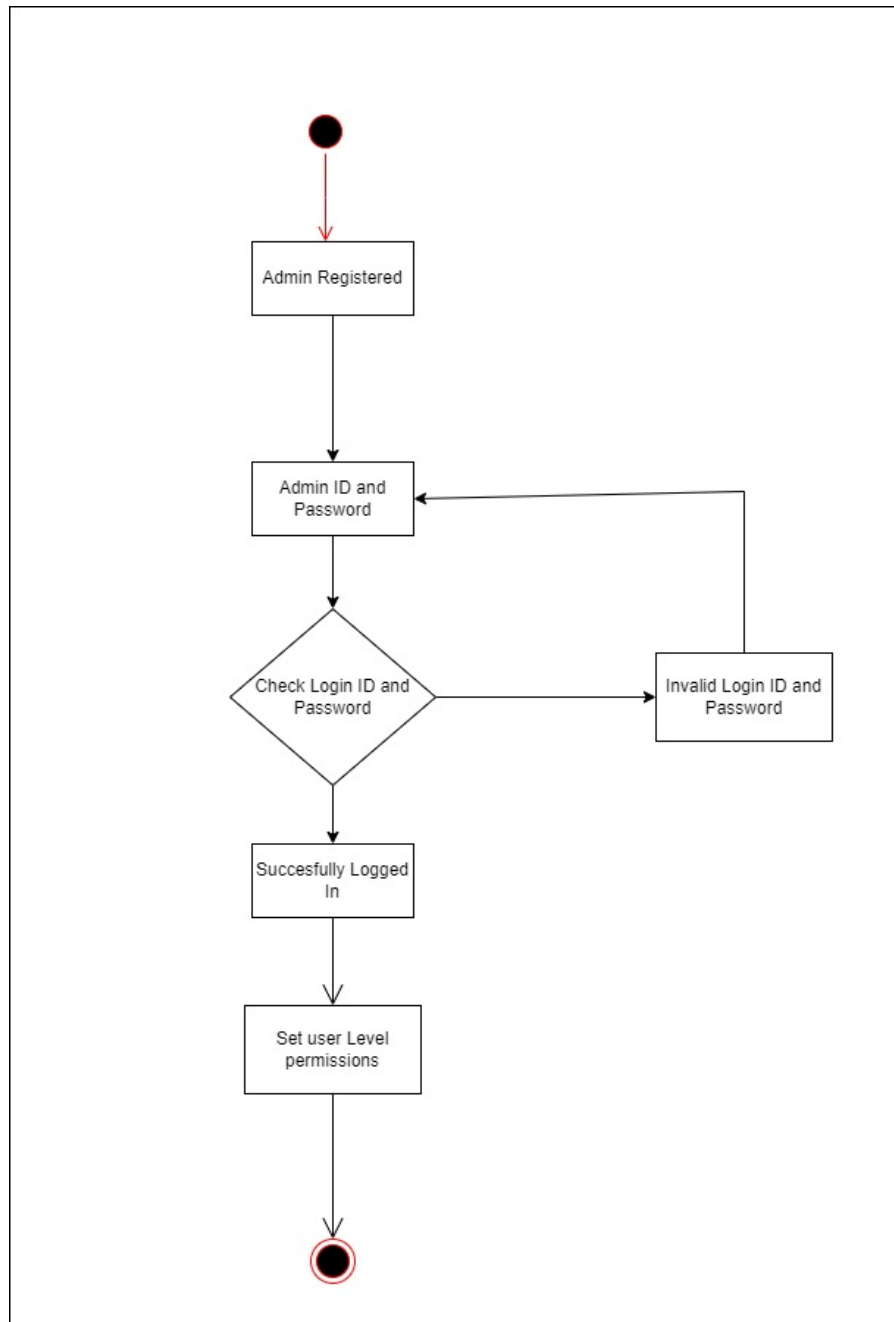 Admin Registered
Admin ID and
Password
Check Login ID and
Password
Invalid Login ID and
Password
Succesfully Logged
In
Set user Level
permissions